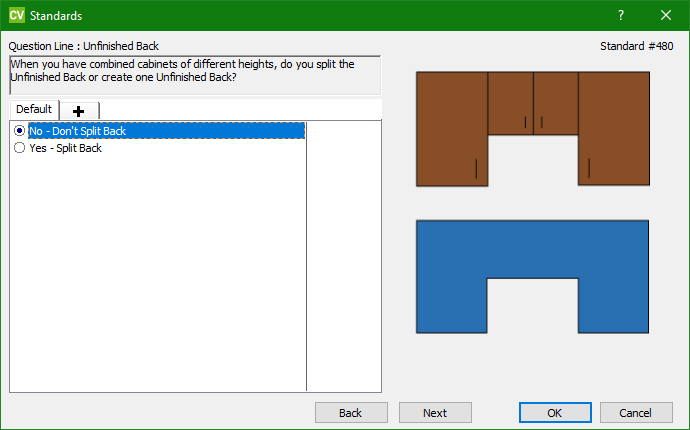 CV Standards ?
Question Line : Unfinished Back Standard #480
When you have combined cabinets of different heights, do you split the
Unfinished Back or create one Unfinished Back?
Default
No - Don't Split Back
Yes - Split Back
Back Next OK Cancel